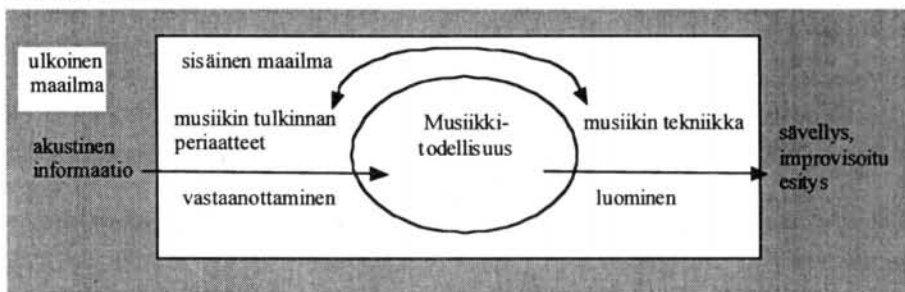 ulkoinen
maailma
sisäinen maailma
musiikin tulkinnan
periaatteet
Musiikki-
todellisuus
musiikin tekniikka
akustinen
informaatio
sävellys,
improvisoitu
esitys
vastaanottaminen
luominen